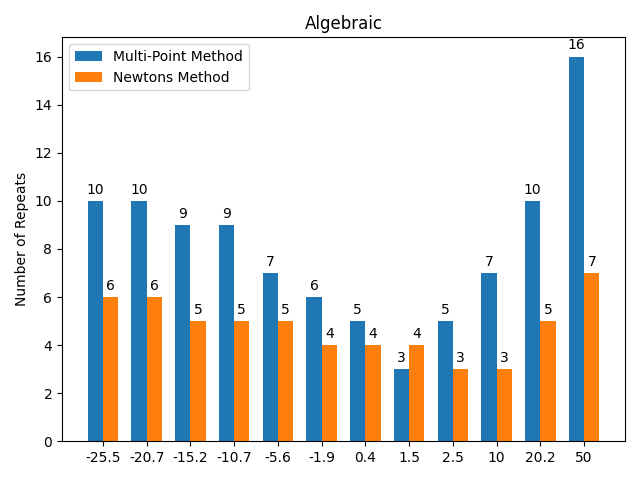 Algebraic
Multi-Point Method
Newtons Method
Number of Repeats
16
14
12
10
8
6
4
2
0
10 6 10 6 9 5 9 5 7 5 6 4 5 4 3 4 5 3 7 3 10 5 16 7
-25.5 -20.7 -15.2 -10.7 -5.6 -1.9 0.4 1.5 2.5 10 20.2 50